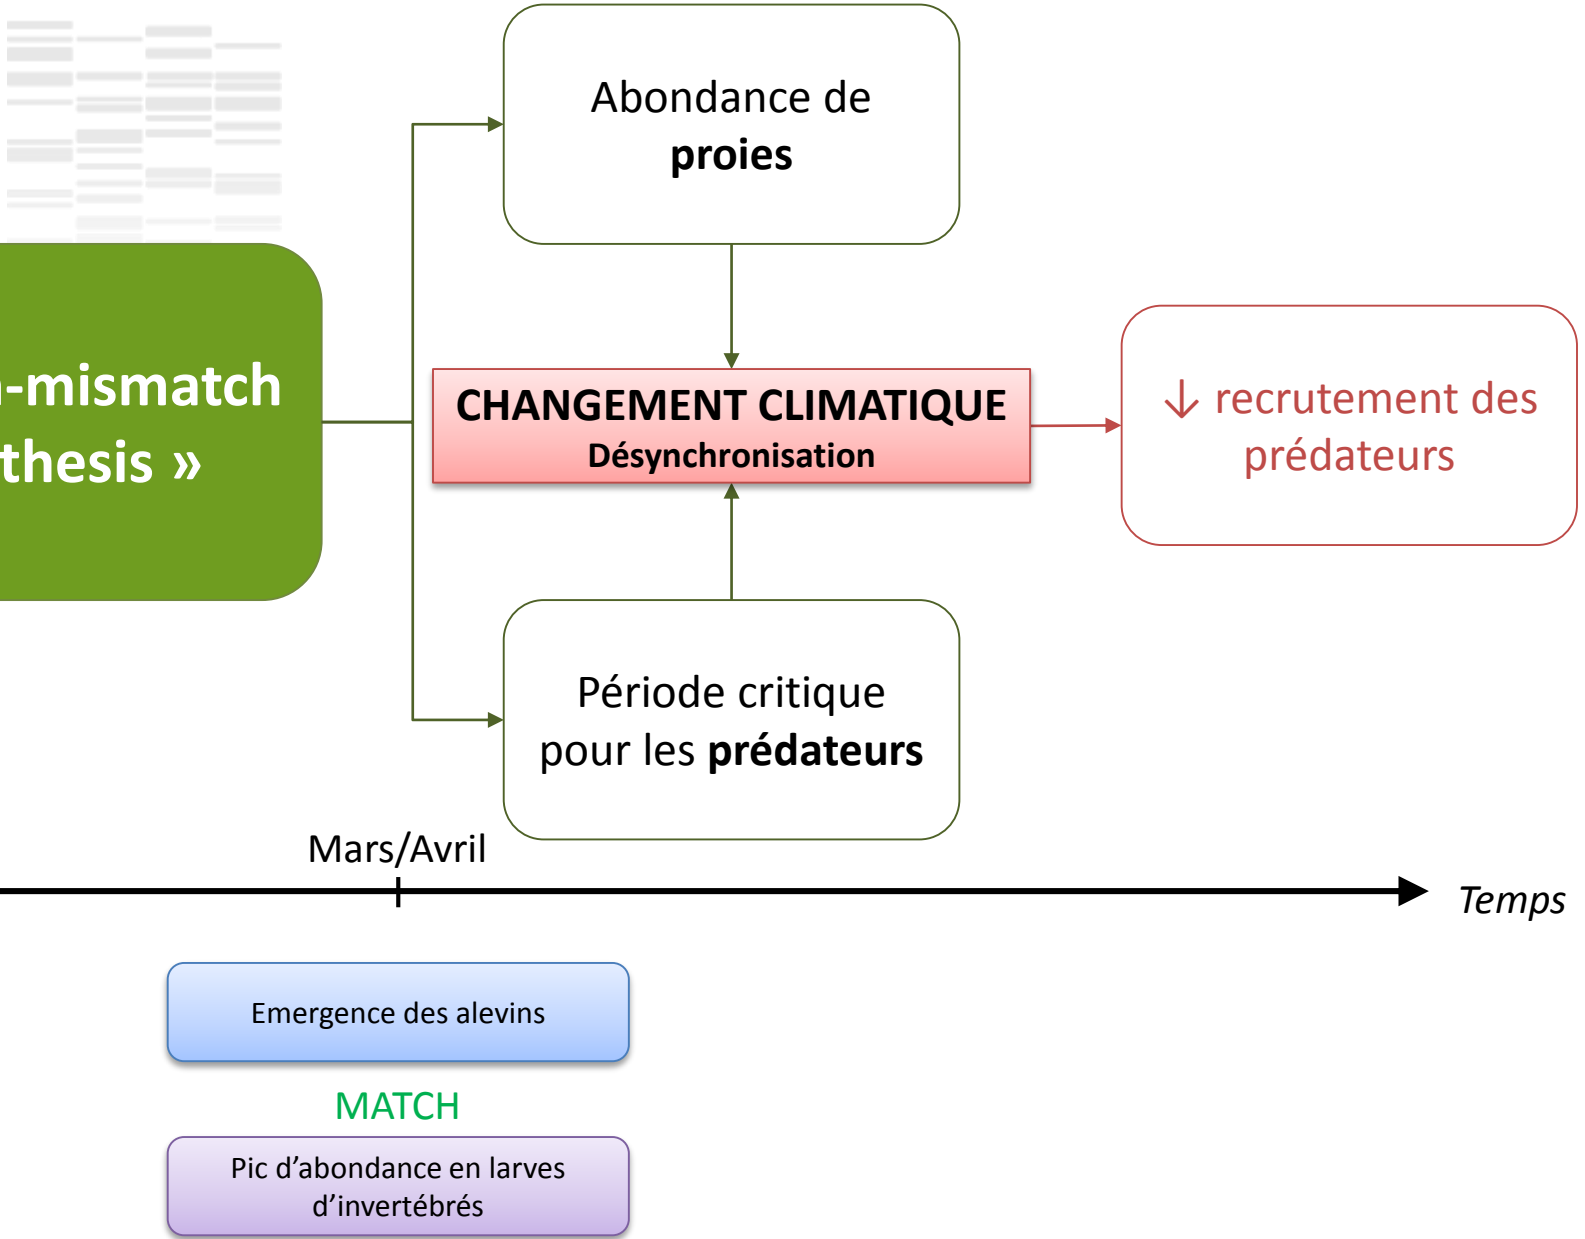 Abondance de
proies
-mismatch
thesis »
CHANGEMENT CLIMATIQUE
Désynchronisation
↓ recrutement des
prédateurs
Période critique
pour les prédateurs
Mars/Avril
Temps
Emergence des alevins
MATCH
Pic d’abondance en larves
d’invertébrés